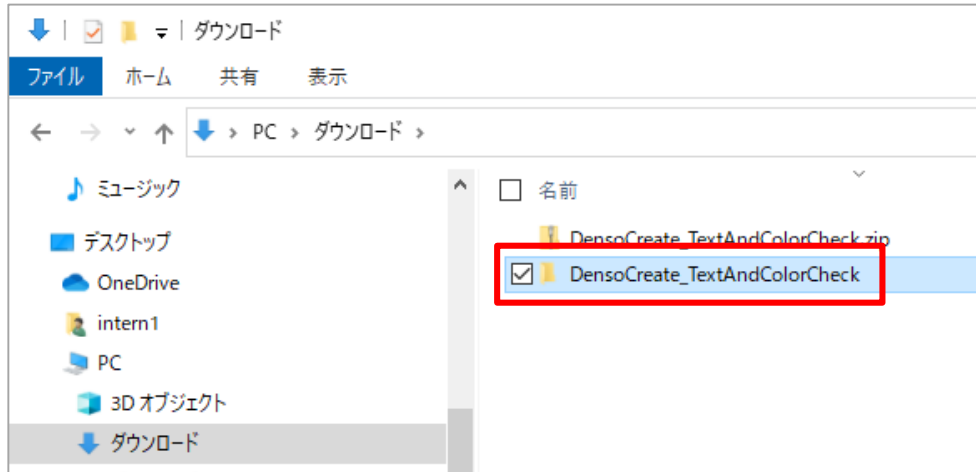 ダウンロード
ファイル ホーム 共有 表示
PC › ダウンロード ›
ミュージック
デスクトップ
OneDrive
intern1
PC
3D オブジェクト
ダウンロード
名前
DensoCreate_TextAndColorCheck.zip
DensoCreate_TextAndColorCheck